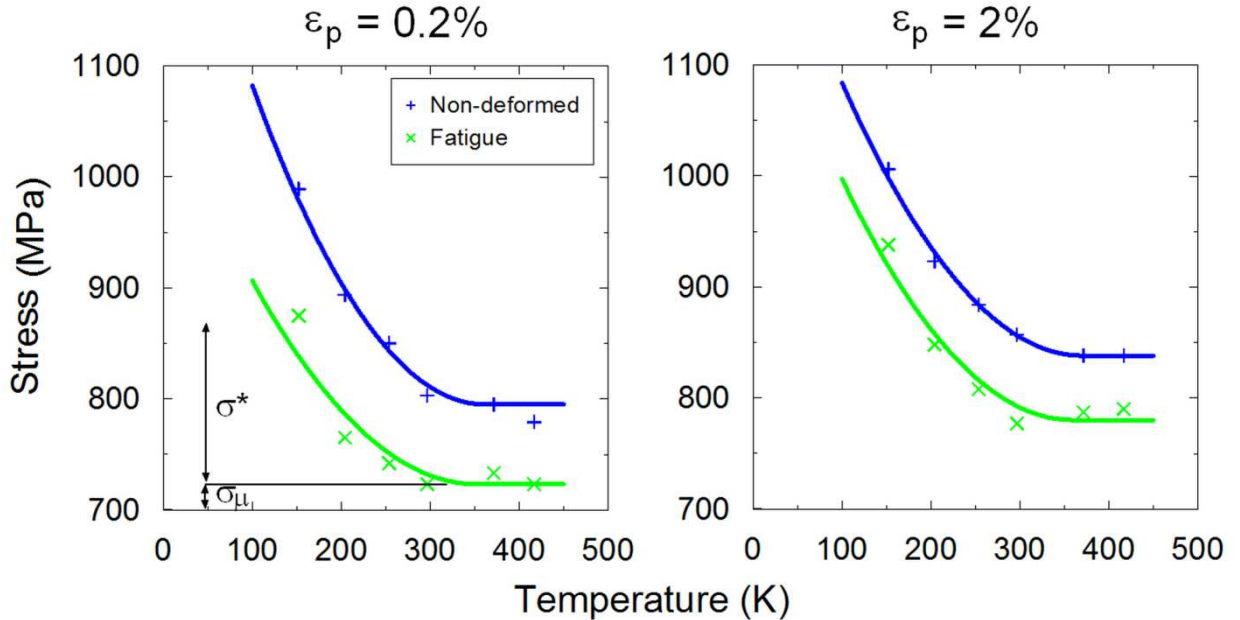 εp = 0.2%
εp = 2%
Stress (MPa)
1100
1000
900
800
700
Non-deformed
Fatigue
σ*
σμ
0 100 200 300 400 500
1100
1000
900
800
700
0 100 200 300 400 500
Temperature (K)